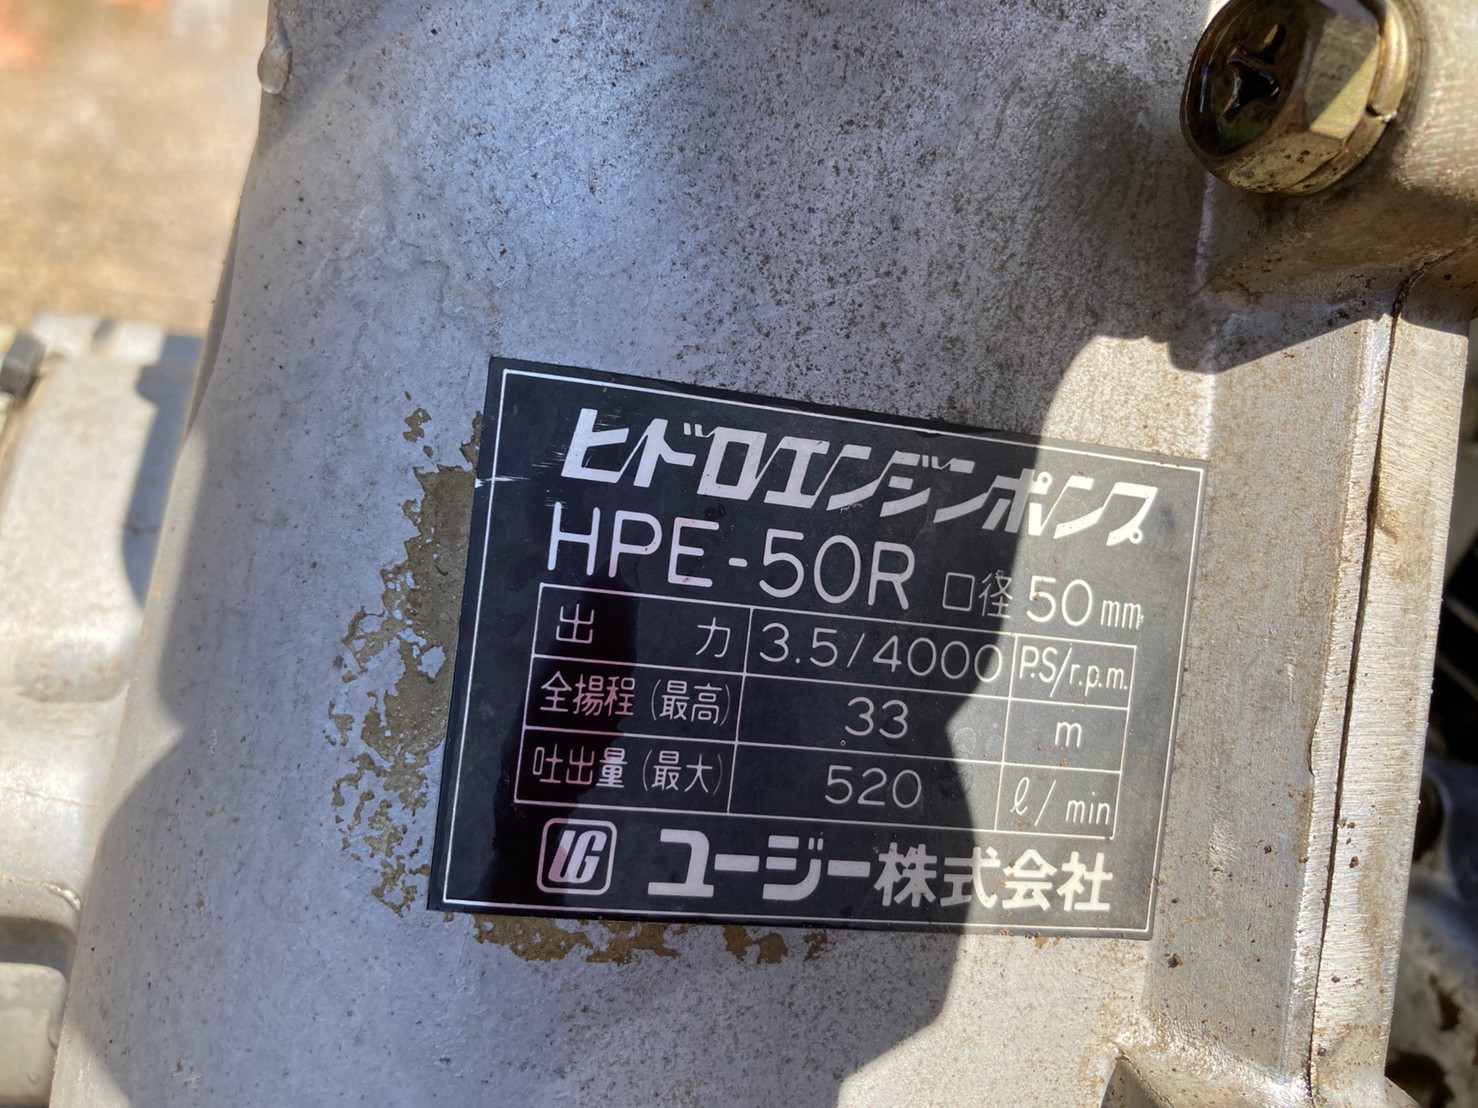 ヒドロエンジンポンプ
HPE-50R 口径 50mm
出力 3.5/4000 P.S/r.p.m.
全揚程(最高) 33 m
吐出量(最大) 520 ℓ/min
UG ユージー株式会社